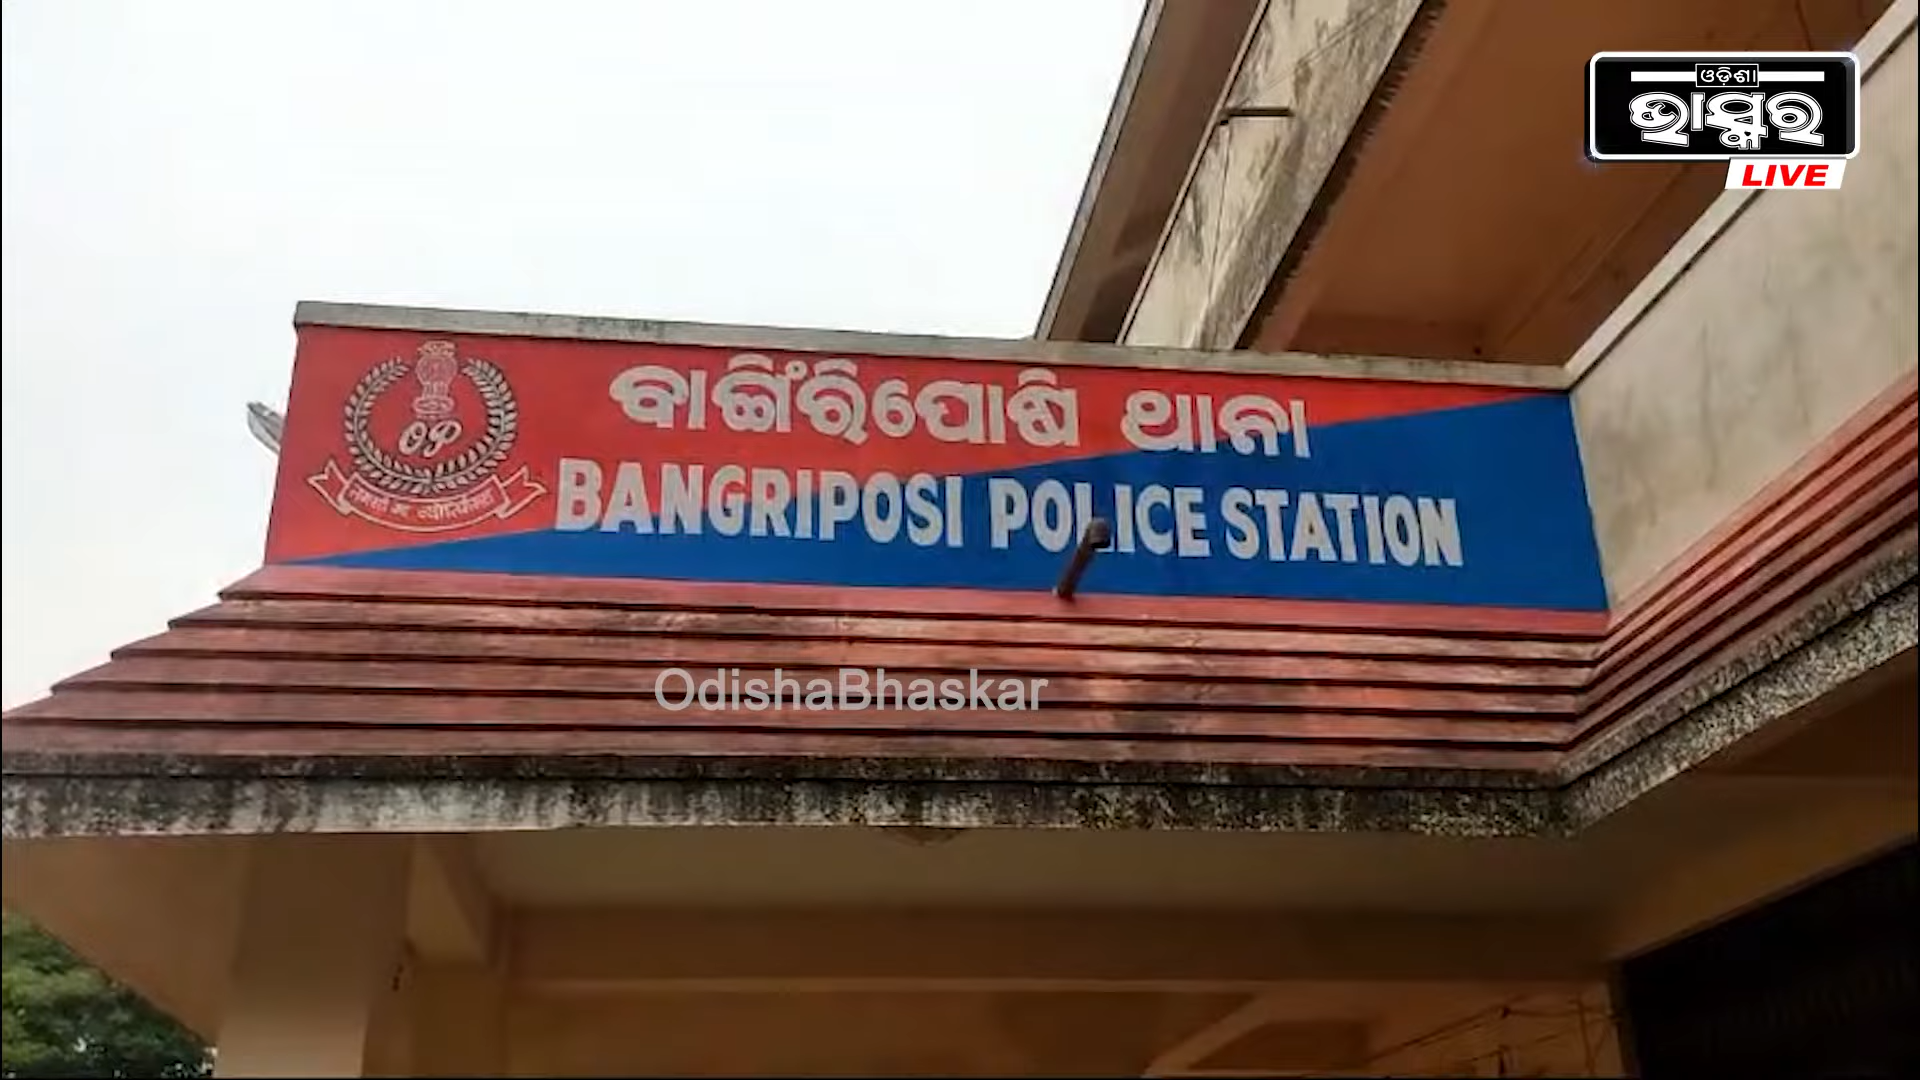 ଓଡ଼ିଶା
ଭାସ୍କର
LIVE
ବାଙ୍ଗିରିପୋଷି ଥାନା
OP
BANGRIPOSI POLICE STATION
OdishaBhaskar